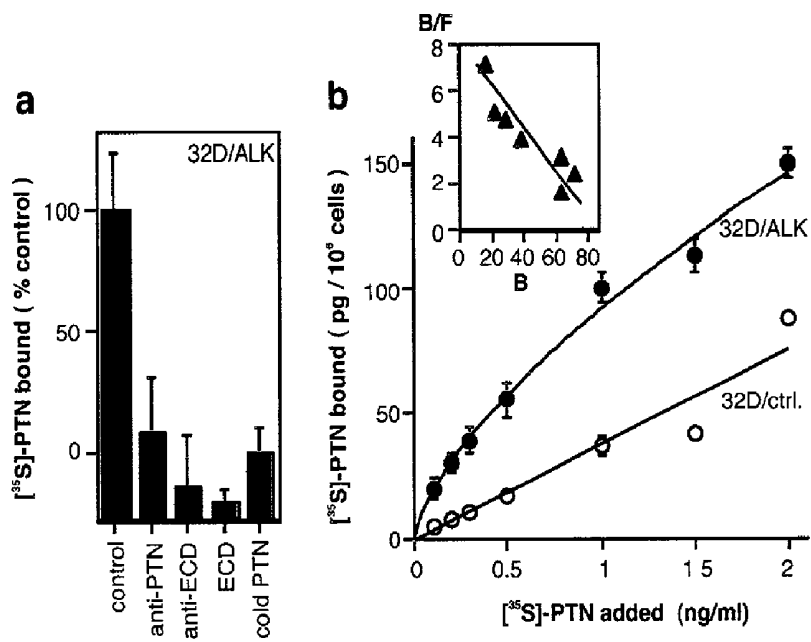 a
32D/ALK
[³⁵S]-PTN bound ( % control )
100
50
0
control
anti-PTN
anti-ECD
ECD
cold PTN
b
B/F
8
6
4
2
0
0 20 40 60 80
B
[³⁵S]-PTN bound ( pg / 10⁶ cells )
150
100
50
0
32D/ALK
32D/ctrl.
0 0.5 1 1.5 2
[³⁵S]-PTN added (ng/ml)